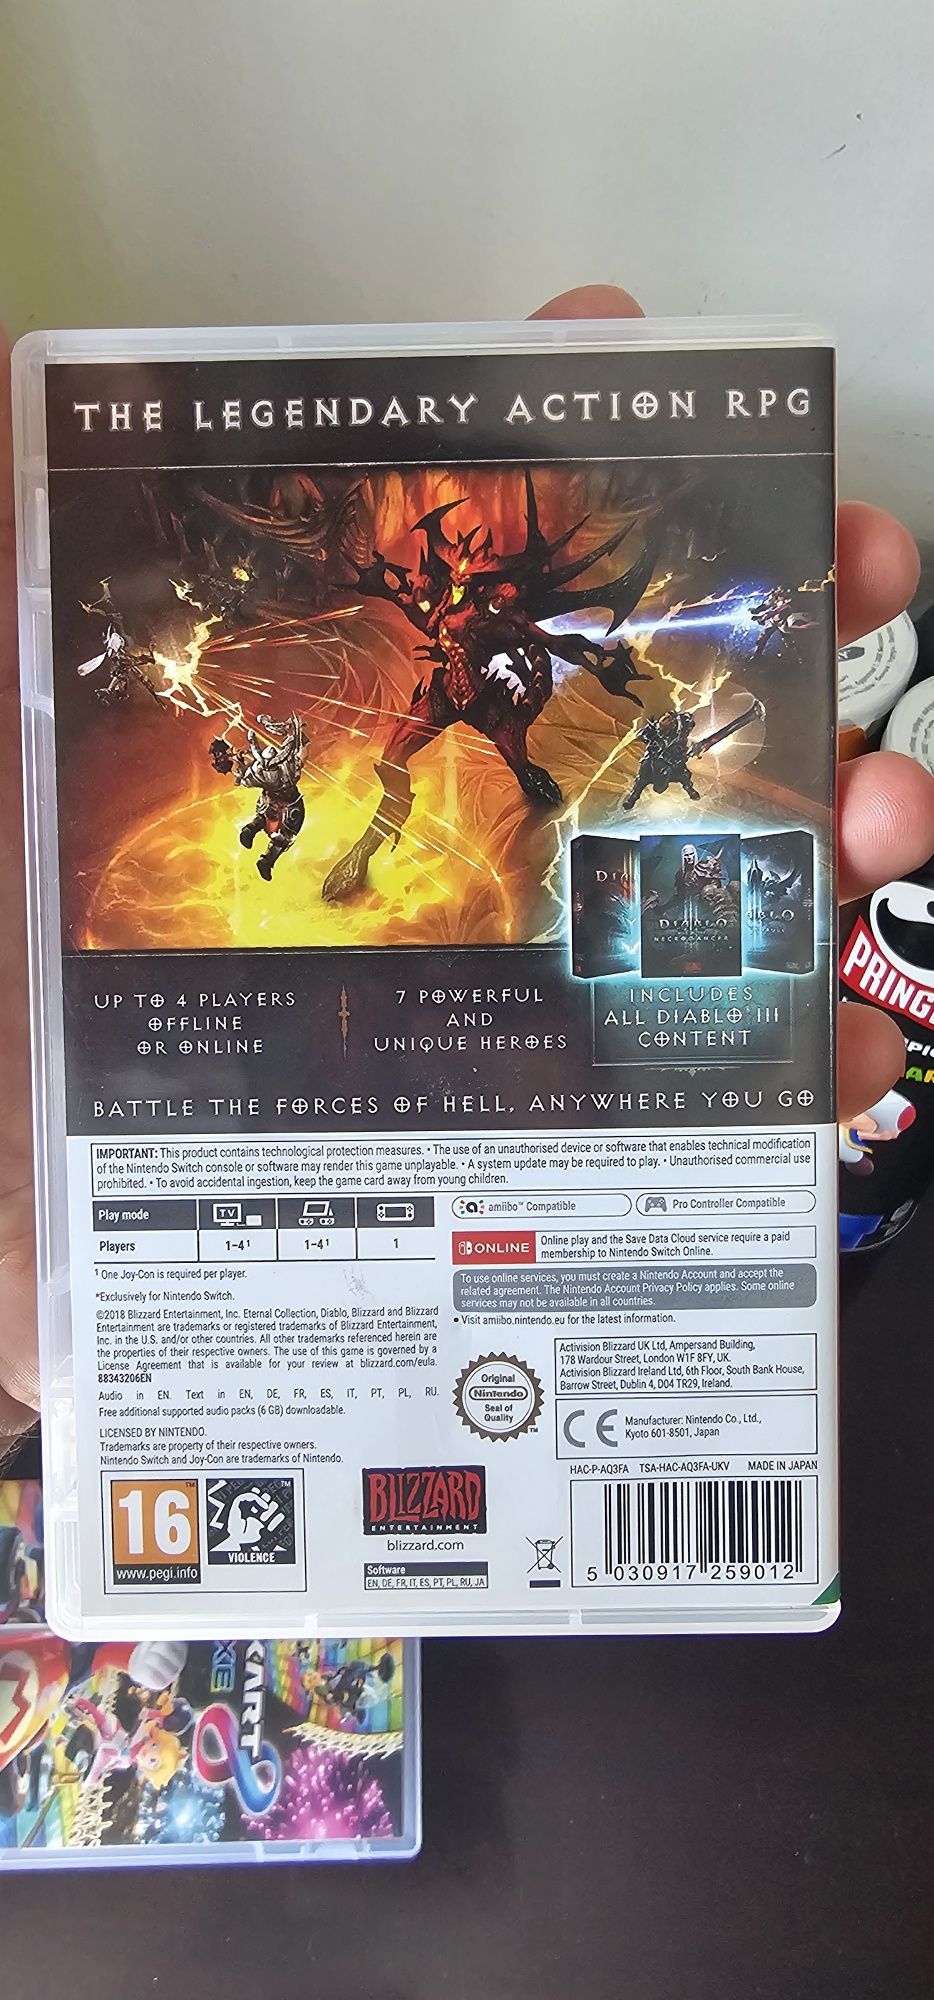 THE LEGENDARY ACTION RPG
DIABLO
NECROMANCER
UP TO 4 PLAYERS
OFFLINE
OR ONLINE
7 POWERFUL
AND
UNIQUE HEROES
INCLUDES
ALL DIABLO III
CONTENT
BATTLE THE FORCES OF HELL, ANYWHERE YOU GO
IMPORTANT: This product contains technological protection measures. • The use of an unauthorised device or software that enables technical modification
of the Nintendo Switch console or software may render this game unplayable. • A system update may be required to play. • Unauthorised commercial use
prohibited. • To avoid accidental ingestion, keep the game card away from young children.
Play mode
TV
Players
1-4¹
1-4¹
1
¹ One Joy-Con is required per player.
*Exclusively for Nintendo Switch.
©2018 Blizzard Entertainment, Inc. Eternal Collection, Diablo, Blizzard and Blizzard
Entertainment are trademarks or registered trademarks of Blizzard Entertainment,
Inc. in the U.S. and/or other countries. All other trademarks referenced herein are
the properties of their respective owners. The use of this game is governed by a
License Agreement that is available for your review at blizzard.com/eula.
88343206EN
Audio in EN. Text in EN, DE, FR, ES, IT, PT, PL, RU.
Free additional supported audio packs (6 GB) downloadable.
LICENSED BY NINTENDO.
Trademarks are property of their respective owners.
Nintendo Switch and Joy-Con are trademarks of Nintendo.
amiibo™ Compatible
Pro Controller Compatible
ONLINE
Online play and the Save Data Cloud service require a paid
membership to Nintendo Switch Online.
To use online services, you must create a Nintendo Account and accept the
related agreement. The Nintendo Account Privacy Policy applies. Some online
services may not be available in all countries.
• Visit amiibo.nintendo.eu for the latest information.
Original
Nintendo
Seal of
Quality
TM
Activision Blizzard UK Ltd, Ampersand Building,
178 Wardour Street, London W1F 8FY, UK.
Activision Blizzard Ireland Ltd, 6th Floor, South Bank House,
Barrow Street, Dublin 4, D04 TR29, Ireland.
CE
Manufacturer: Nintendo Co., Ltd.,
Kyoto 601-8501, Japan
HAC-P-AQ3FA TSA-HAC-AQ3FA-UKV MADE IN JAPAN
5 030917 259012
16
www.pegi.info
VIOLENCE
BLIZZARD
ENTERTAINMENT
blizzard.com
Software
EN, DE, FR, IT, ES, PT, PL, RU, JA
KART
8